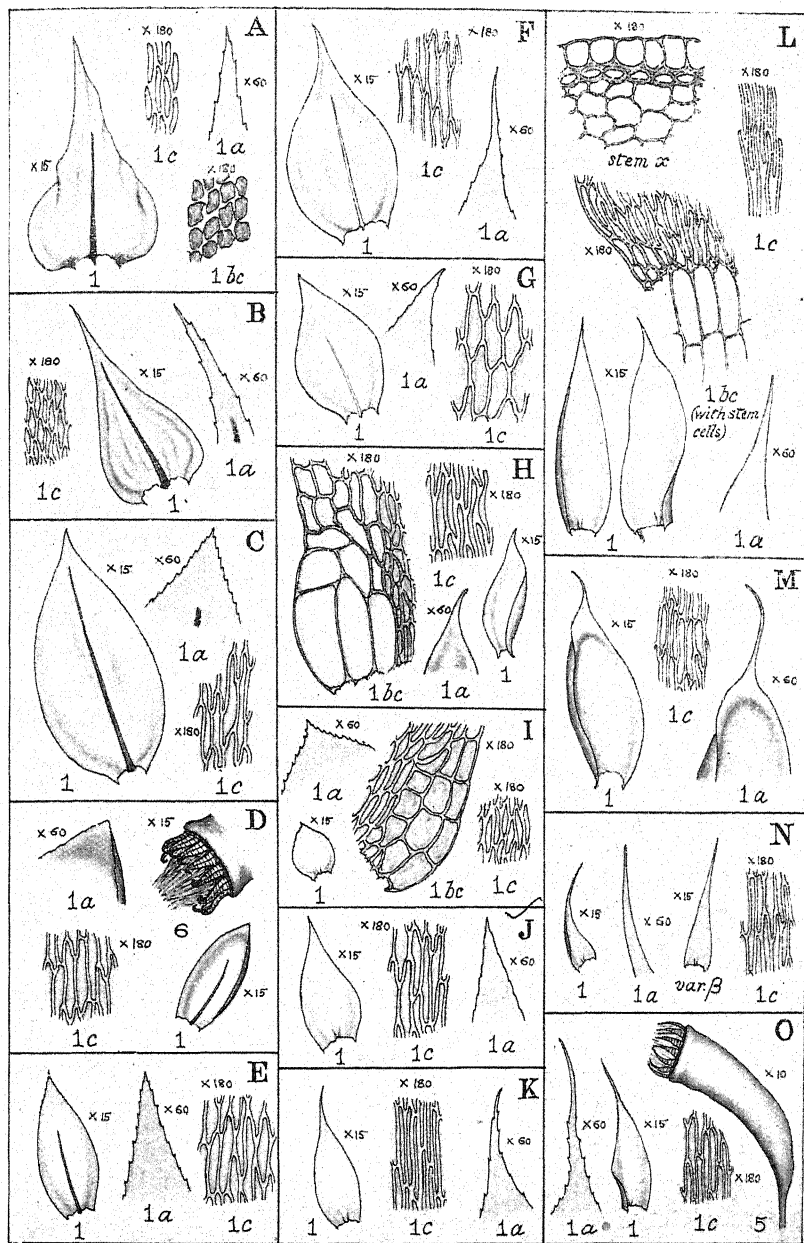 A
× 180
1c
× 60
1a
× 15
1
× 180
1bc
B
× 180
1c
× 15
1
× 60
1a
C
× 15
1
× 60
1a
× 180
1c
D
× 60
1a
× 15
6
× 180
1c
× 15
1
E
× 15
1
× 60
1a
× 180
1c
F
× 15
1
× 180
1c
× 60
1a
G
× 15
1
× 60
1a
× 180
1c
H
× 180
1bc
× 180
1c
× 60
1a
× 15
1
I
× 60
1a
× 15
1
× 180
1bc
× 180
1c
J
× 15
1
× 180
1c
× 60
1a
K
× 15
1
× 180
1c
× 60
1a
L
× 180
stem x
× 180
1c
× 180
1bc
(with stem
cells)
× 15
1
× 60
1a
M
× 15
1
× 180
1c
× 60
1a
N
× 15
1
× 60
1a
× 15
var. β
× 180
1c
O
× 60
1a
× 15
1
× 180
1c
× 10
5